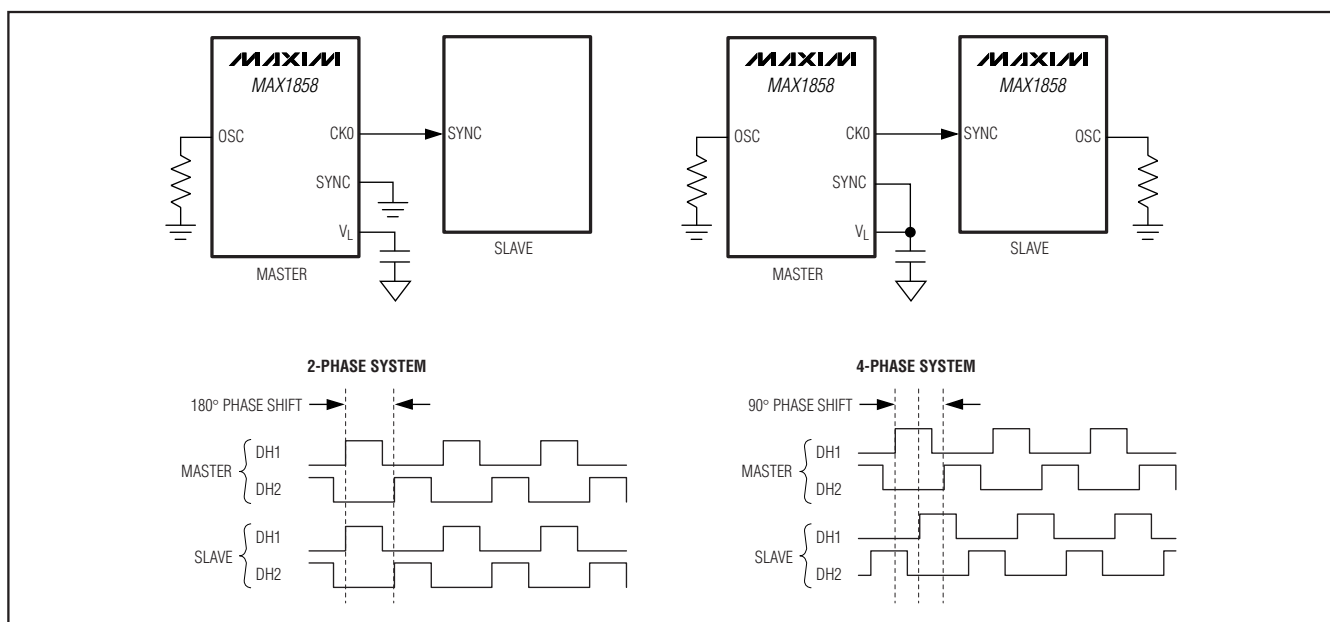 MAXIM
MAX1858
OSC
CK0
SYNC
VL
MASTER
SYNC
SLAVE
MAXIM
MAX1858
OSC
CK0
SYNC
VL
MASTER
MAXIM
MAX1858
SYNC
OSC
SLAVE
2-PHASE SYSTEM
180° PHASE SHIFT
MASTER
DH1
DH2
SLAVE
DH1
DH2
4-PHASE SYSTEM
90° PHASE SHIFT
MASTER
DH1
DH2
SLAVE
DH1
DH2